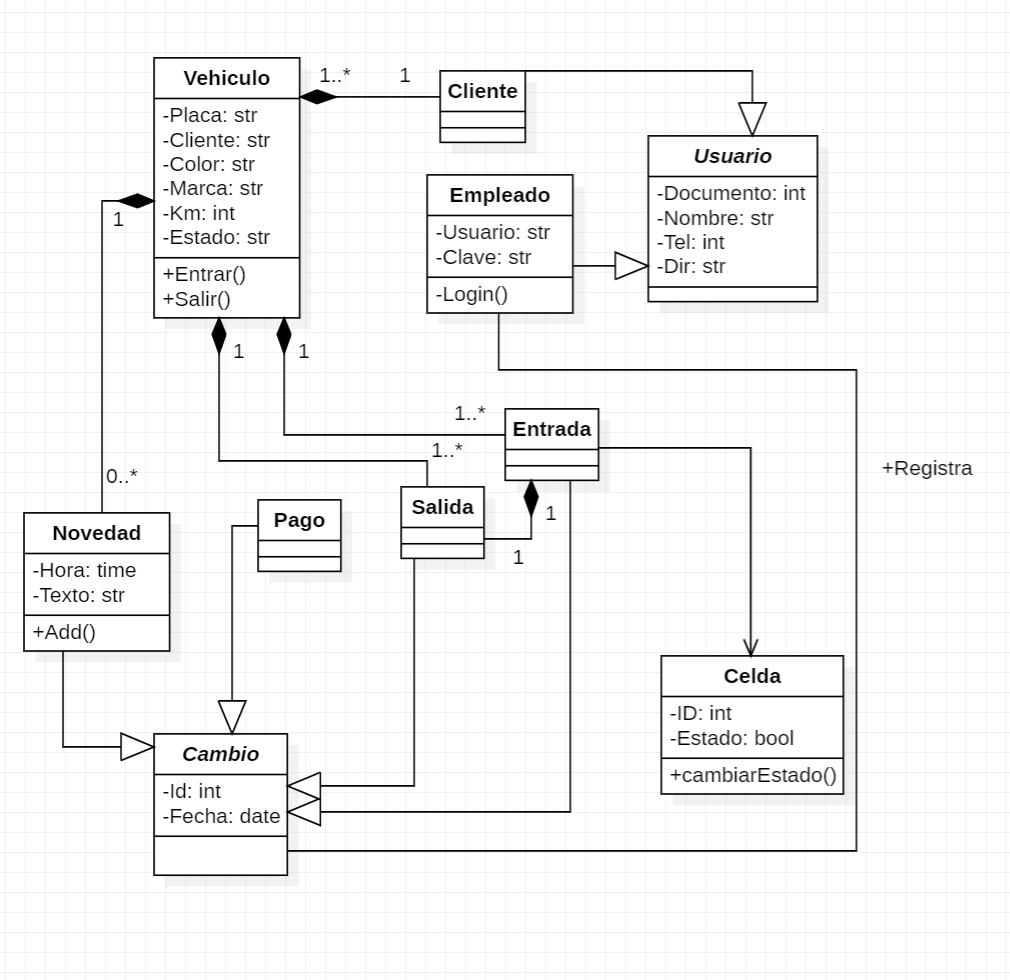 Vehiculo
-Placa: str
-Cliente: str
-Color: str
-Marca: str
-Km: int
-Estado: str
+Entrar()
+Salir()
1..*
1
Cliente
Usuario
-Documento: int
-Nombre: str
-Tel: int
-Dir: str
Empleado
-Usuario: str
-Clave: str
-Login()
1
1
1
1..*
Entrada
1..*
+Registra
0..*
Salida
Pago
1
1
Novedad
-Hora: time
-Texto: str
+Add()
Celda
-ID: int
-Estado: bool
+cambiarEstado()
Cambio
-Id: int
-Fecha: date